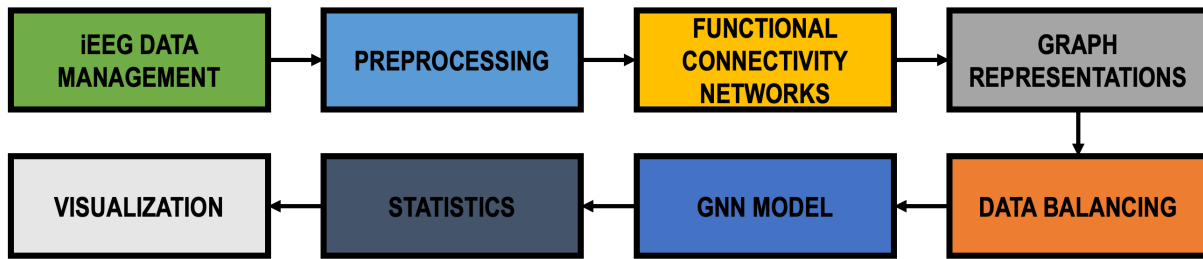 iEEG DATA
MANAGEMENT
PREPROCESSING
FUNCTIONAL
CONNECTIVITY
NETWORKS
GRAPH
REPRESENTATIONS
DATA BALANCING
GNN MODEL
STATISTICS
VISUALIZATION